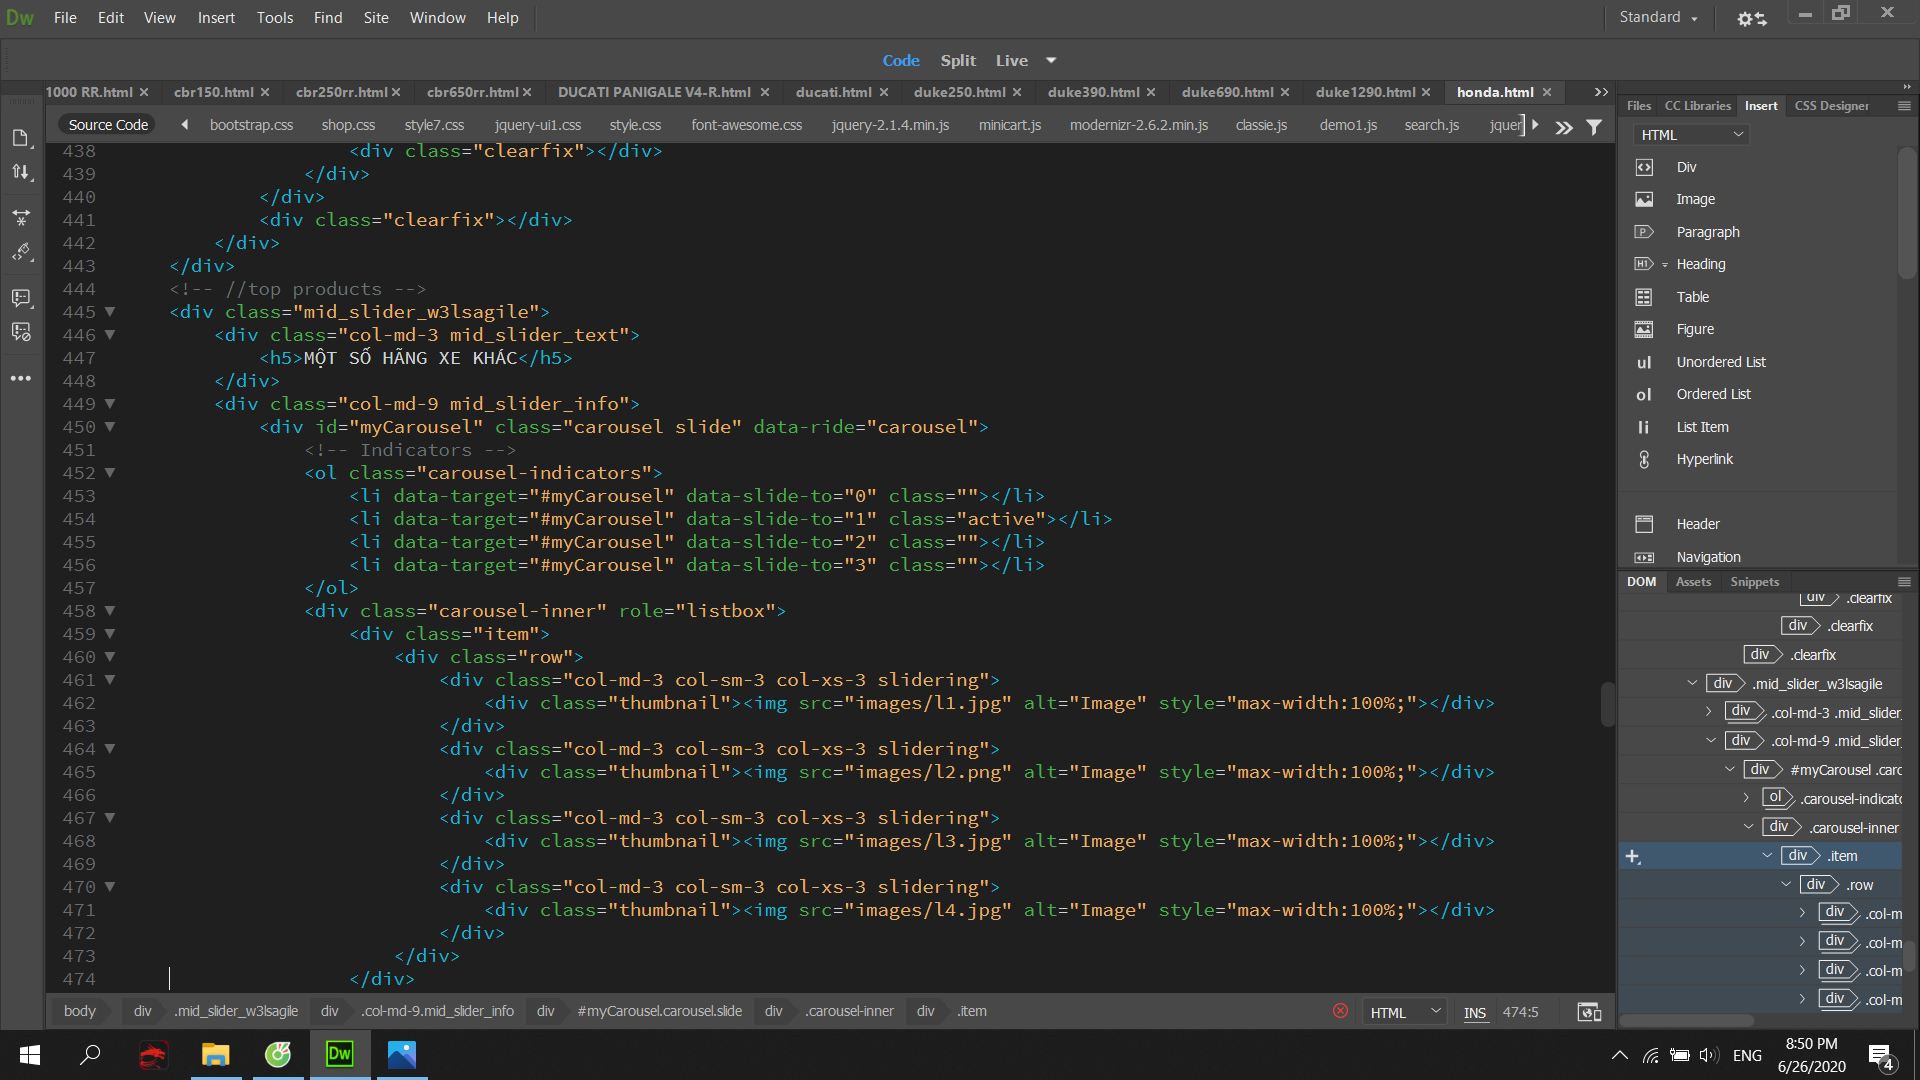 Dw File Edit View Insert Tools Find Site Window Help Standard
Code Split Live
1000 RR.html cbr150.html cbr250rr.html cbr650rr.html DUCATI PANIGALE V4-R.html ducati.html duke250.html duke390.html duke690.html duke1290.html honda.html
Source Code bootstrap.css shop.css style7.css jquery-ui1.css style.css font-awesome.css jquery-2.1.4.min.js minicart.js modernizr-2.6.2.min.js classie.js demo1.js search.js jquer
438 <div class="clearfix"></div>
439 </div>
440 </div>
441 <div class="clearfix"></div>
442 </div>
443 </div>
444 <!-- //top products -->
445 <div class="mid_slider_w3lsagile">
446 <div class="col-md-3 mid_slider_text">
447 <h5>MỘT SỐ HÃNG XE KHÁC</h5>
448 </div>
449 <div class="col-md-9 mid_slider_info">
450 <div id="myCarousel" class="carousel slide" data-ride="carousel">
451 <!-- Indicators -->
452 <ol class="carousel-indicators">
453 <li data-target="#myCarousel" data-slide-to="0" class=""></li>
454 <li data-target="#myCarousel" data-slide-to="1" class="active"></li>
455 <li data-target="#myCarousel" data-slide-to="2" class=""></li>
456 <li data-target="#myCarousel" data-slide-to="3" class=""></li>
457 </ol>
458 <div class="carousel-inner" role="listbox">
459 <div class="item">
460 <div class="row">
461 <div class="col-md-3 col-sm-3 col-xs-3 slidering">
462 <div class="thumbnail"><img src="images/l1.jpg" alt="Image" style="max-width:100%;"></div>
463 </div>
464 <div class="col-md-3 col-sm-3 col-xs-3 slidering">
465 <div class="thumbnail"><img src="images/l2.png" alt="Image" style="max-width:100%;"></div>
466 </div>
467 <div class="col-md-3 col-sm-3 col-xs-3 slidering">
468 <div class="thumbnail"><img src="images/l3.jpg" alt="Image" style="max-width:100%;"></div>
469 </div>
470 <div class="col-md-3 col-sm-3 col-xs-3 slidering">
471 <div class="thumbnail"><img src="images/l4.jpg" alt="Image" style="max-width:100%;"></div>
472 </div>
473 </div>
474 </div>
body div .mid_slider_w3lsagile div .col-md-9.mid_slider_info div #myCarousel.carousel.slide div .carousel-inner div .item HTML INS 474:5
Files CC Libraries Insert CSS Designer
HTML
Div
Image
Paragraph
H1 Heading
Table
Figure
ul Unordered List
ol Ordered List
li List Item
Hyperlink
Header
Navigation
DOM Assets Snippets
div .clearfix
div .clearfix
div .clearfix
div .mid_slider_w3lsagile
div .col-md-3 .mid_slider_
div .col-md-9 .mid_slider_
div #myCarousel .caro
ol .carousel-indicato
div .carousel-inner
div .item
div .row
div .col-m
div .col-m
div .col-m
div .col-m
Dw ENG 8:50 PM
6/26/2020 4